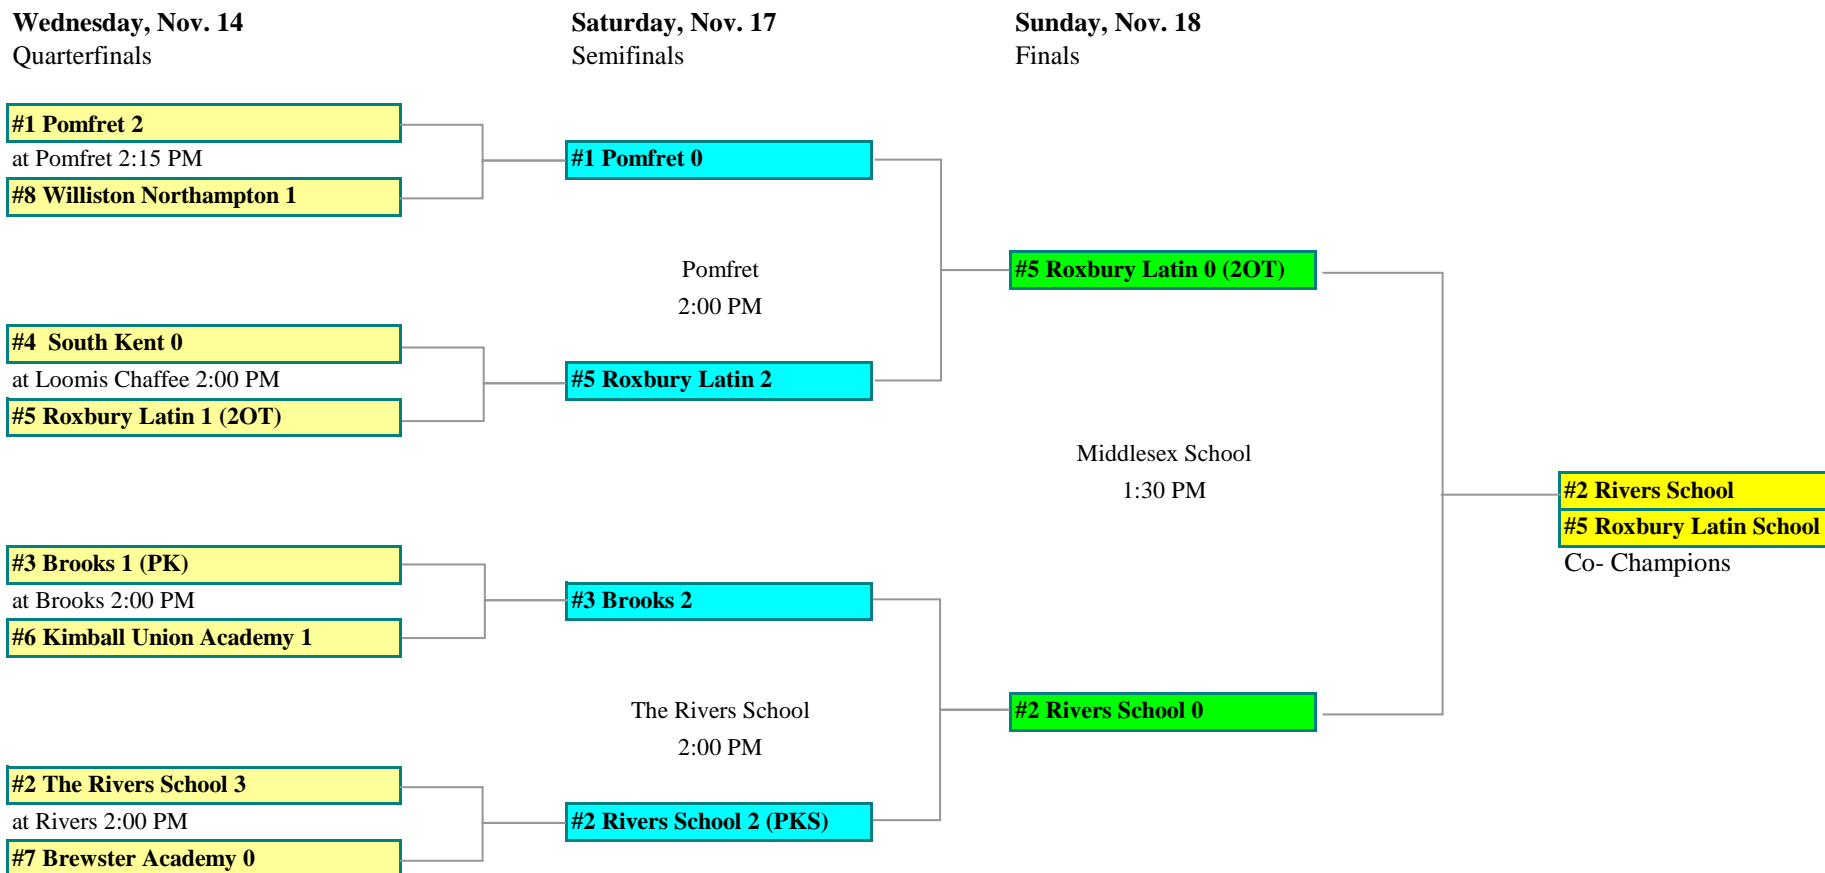 Wednesday, Nov. 14
Quarterfinals
#1 Pomfret 2
at Pomfret 2:15 PM
#8 Williston Northampton 1
#4  South Kent 0
at Loomis Chaffee 2:00 PM
#5 Roxbury Latin 1 (2OT)
#3 Brooks 1 (PK)
at Brooks 2:00 PM
#6 Kimball Union Academy 1
#2 The Rivers School 3
at Rivers 2:00 PM
#7 Brewster Academy 0
Saturday, Nov. 17
Semifinals
#1 Pomfret 0
Pomfret
2:00 PM
#5 Roxbury Latin 2
#3 Brooks 2
The Rivers School
2:00 PM
#2 Rivers School 2 (PKS)
Sunday, Nov. 18
Finals
#5 Roxbury Latin 0 (2OT)
Middlesex School
1:30 PM
#2 Rivers School 0
#2 Rivers School
#5 Roxbury Latin School
Co- Champions